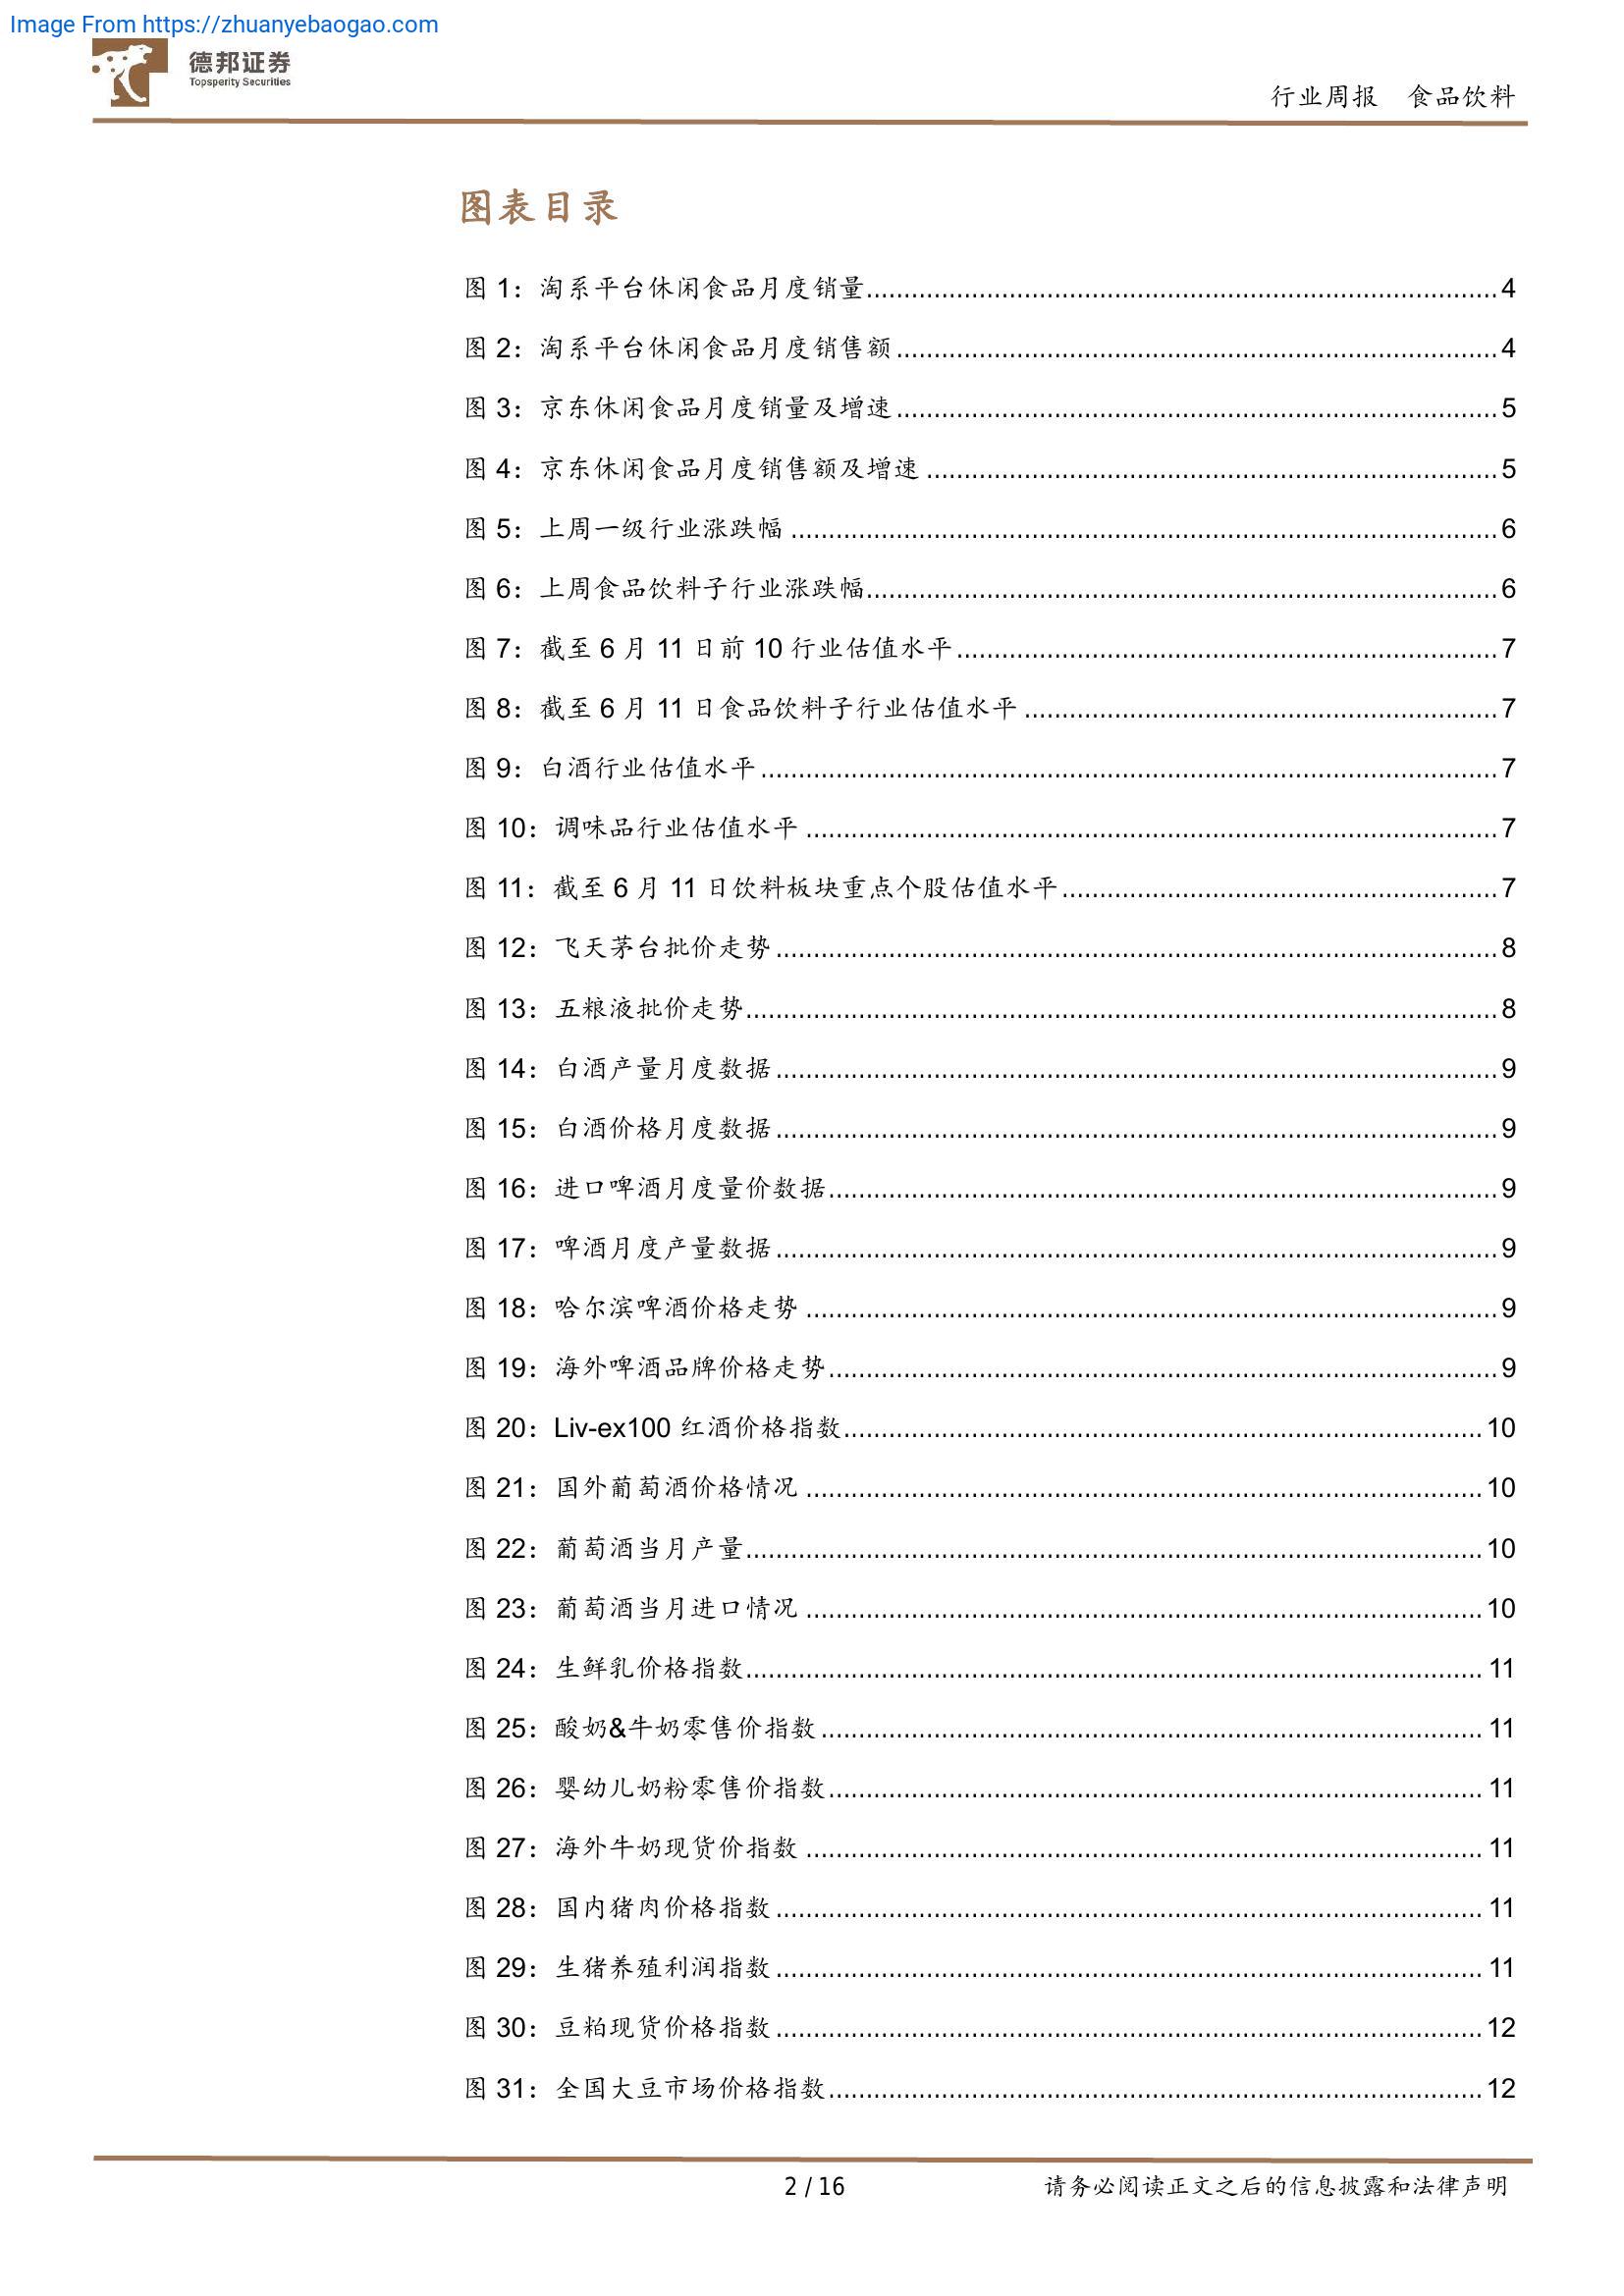 Image From https://zhuanyebaogao.com
德邦证券
Topsperity Securities
行业周报 食品饮料
图表目录
图 1：淘系平台休闲食品月度销量........................................4
图 2：淘系平台休闲食品月度销售额........................................4
图 3：京东休闲食品月度销量及增速........................................5
图 4：京东休闲食品月度销售额及增速........................................5
图 5：上周一级行业涨跌幅........................................6
图 6：上周食品饮料子行业涨跌幅........................................6
图 7：截至 6 月 11 日前 10 行业估值水平........................................7
图 8：截至 6 月 11 日食品饮料子行业估值水平........................................7
图 9：白酒行业估值水平........................................7
图 10：调味品行业估值水平........................................7
图 11：截至 6 月 11 日饮料板块重点个股估值水平........................................7
图 12：飞天茅台批价走势........................................8
图 13：五粮液批价走势........................................8
图 14：白酒产量月度数据........................................9
图 15：白酒价格月度数据........................................9
图 16：进口啤酒月度量价数据........................................9
图 17：啤酒月度产量数据........................................9
图 18：哈尔滨啤酒价格走势........................................9
图 19：海外啤酒品牌价格走势........................................9
图 20：Liv-ex100 红酒价格指数........................................10
图 21：国外葡萄酒价格情况........................................10
图 22：葡萄酒当月产量........................................10
图 23：葡萄酒当月进口情况........................................10
图 24：生鲜乳价格指数........................................11
图 25：酸奶&牛奶零售价指数........................................11
图 26：婴幼儿奶粉零售价指数........................................11
图 27：海外牛奶现货价指数........................................11
图 28：国内猪肉价格指数........................................11
图 29：生猪养殖利润指数........................................11
图 30：豆粕现货价格指数........................................12
图 31：全国大豆市场价格指数........................................12
2 / 16 请务必阅读正文之后的信息披露和法律声明